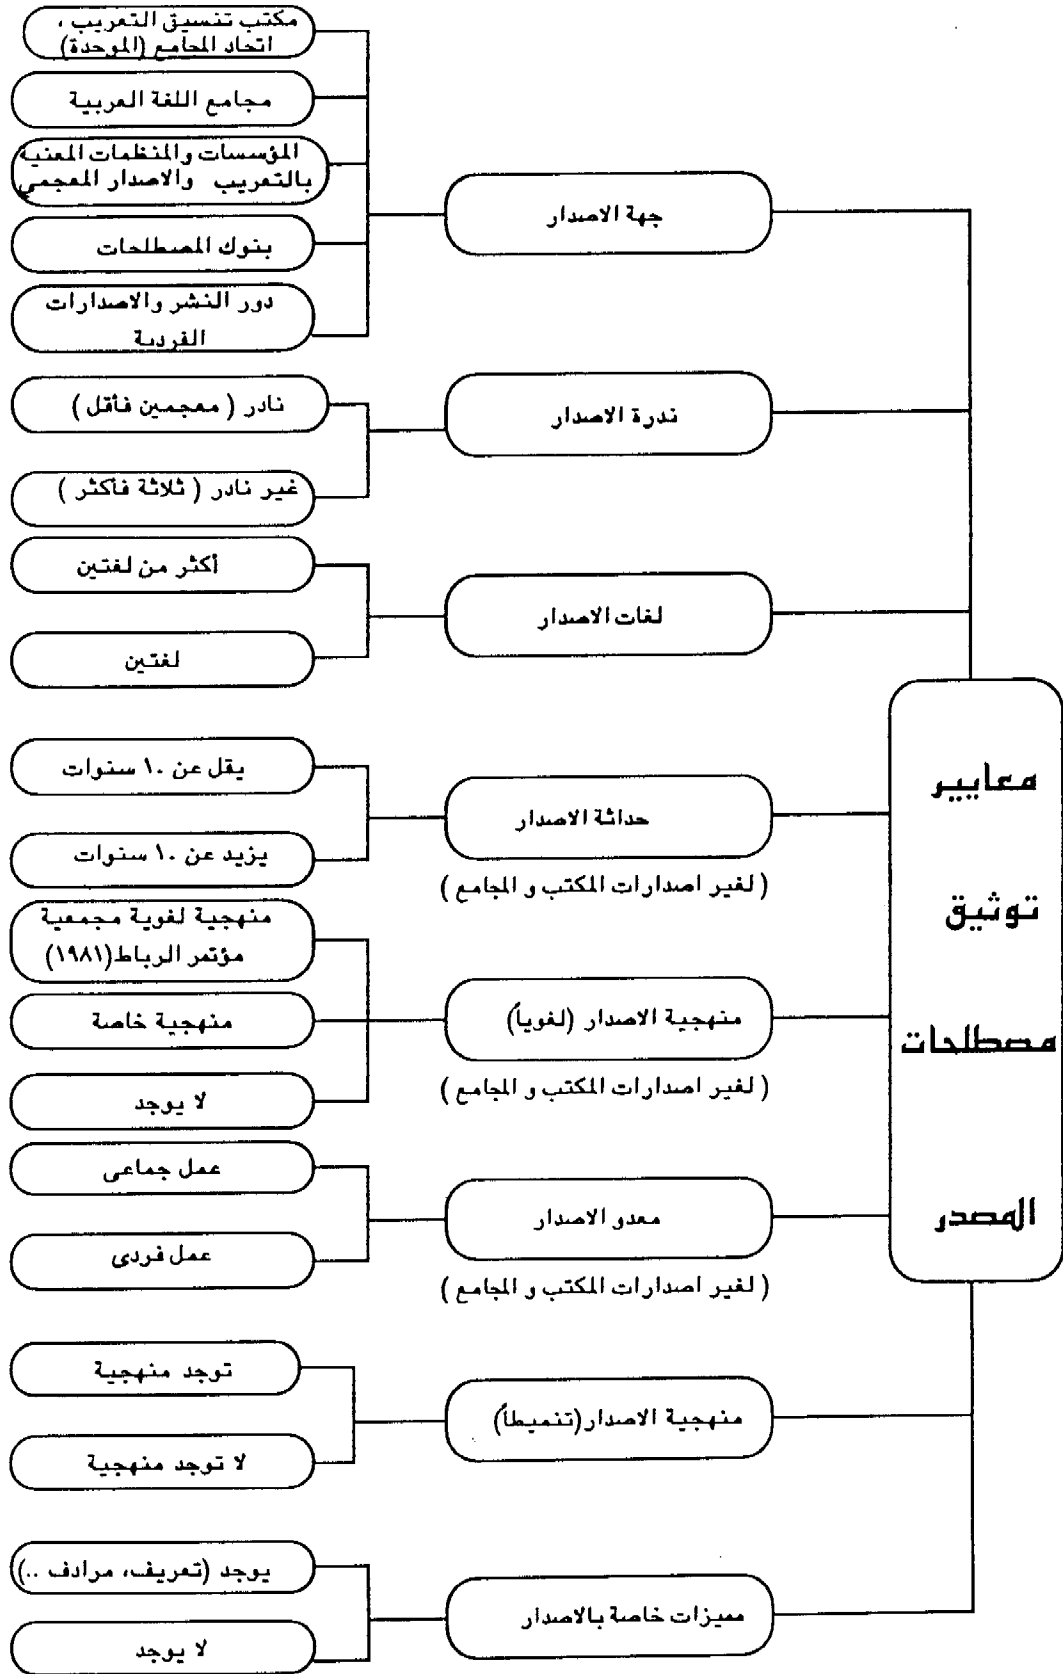 معايير
توثيق
مصطلحات
المصدر
جهة الاصدار
مكتب تنسيق التعريب ،
اتحاد المجامع (الموحدة)
مجامع اللغة العربية
المؤسسات والمنظمات المعنية
بالتعريب والاصدار المعجمي
بنوك المصطلحات
دور النشر والاصدارات
الفردية
ندرة الاصدار
نادر ( معجمين فأقل )
غير نادر ( ثلاثة فأكثر )
لغات الاصدار
أكثر من لغتين
لغتين
حداثة الاصدار
( لغير اصدارات المكتب و المجامع )
يقل عن ١٠ سنوات
يزيد عن ١٠ سنوات
منهجية الاصدار (لغوياً)
( لغير اصدارات المكتب و المجامع )
منهجية لغوية مجمعية
مؤتمر الرباط(١٩٨١)
منهجية خاصة
لا يوجد
معدو الاصدار
( لغير اصدارات المكتب و المجامع )
عمل جماعى
عمل فردى
منهجية الاصدار(تنميطاً)
توجد منهجية
لا توجد منهجية
مميزات خاصة بالاصدار
يوجد (تعريف، مرادف ..)
لا يوجد